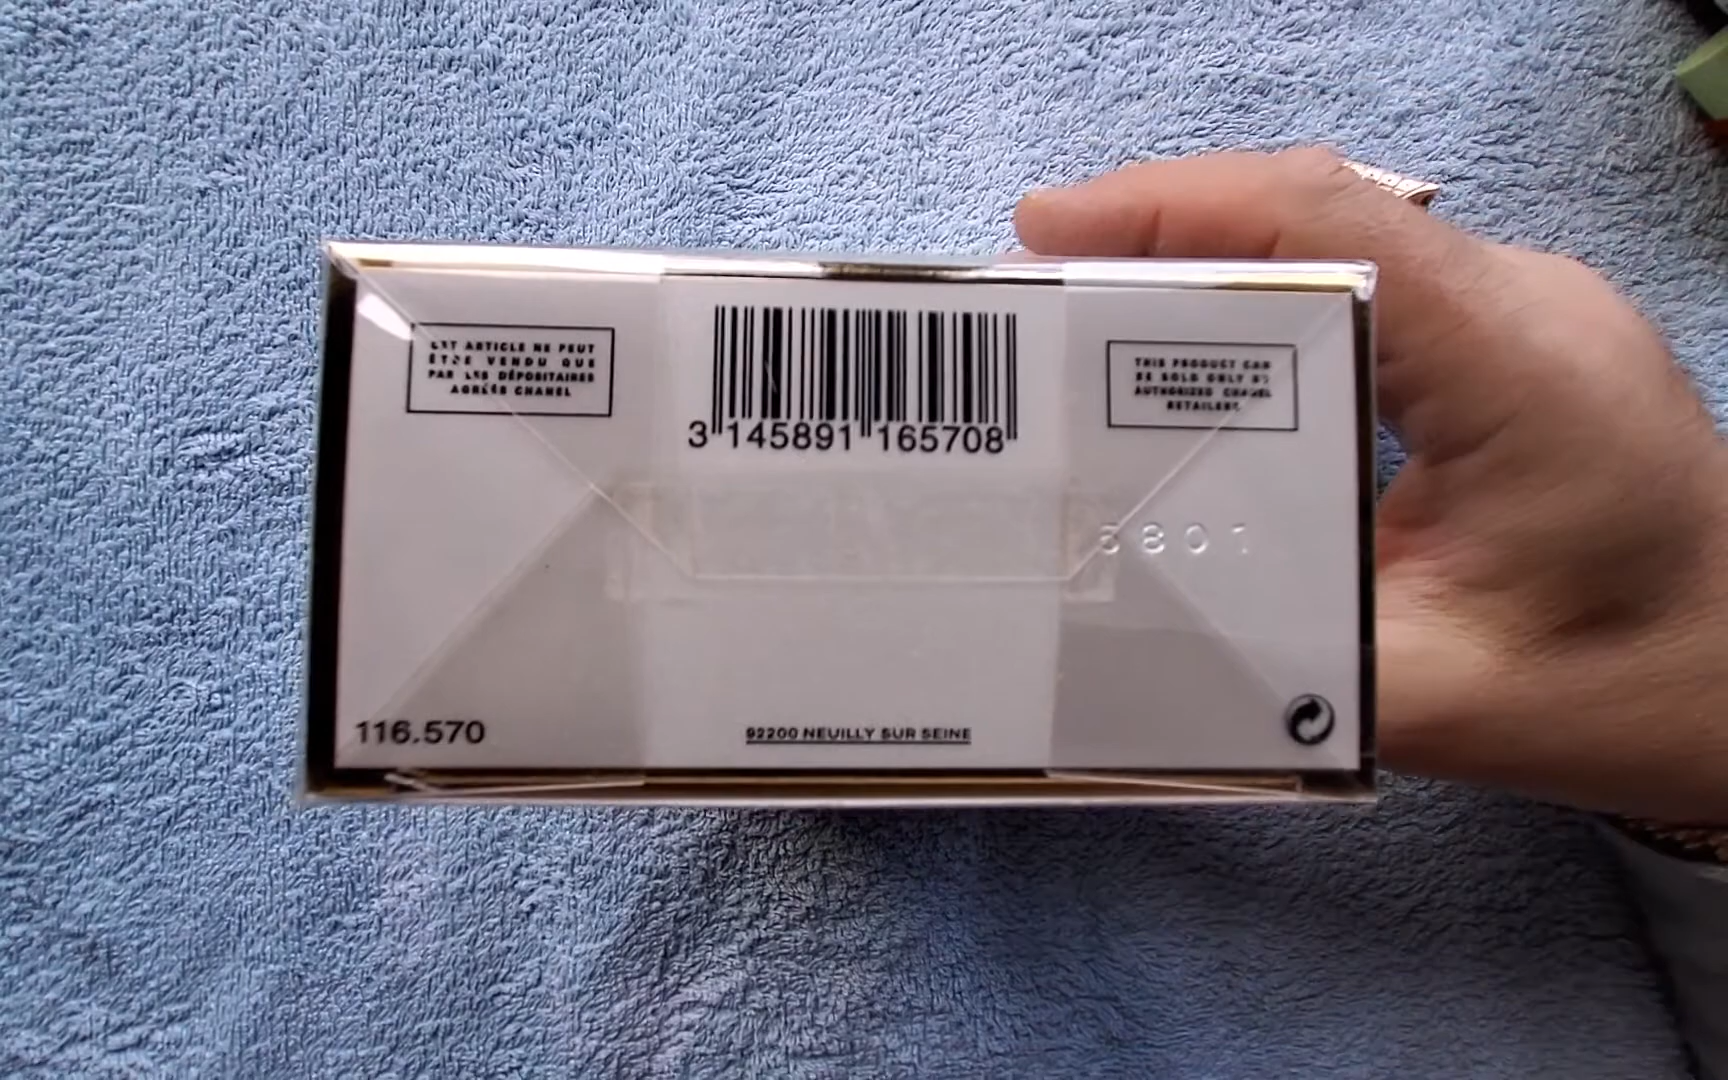 CET ARTICLE NE PEUT
ÊTRE VENDU QUE
PAR LES DÉPOSITAIRES
AGRÉÉS CHANEL
3 145891 165708
THIS PRODUCT CAN
BE SOLD ONLY BY
AUTHORIZED CHANEL
RETAILERS
6801
116.570
92200 NEUILLY SUR SEINE